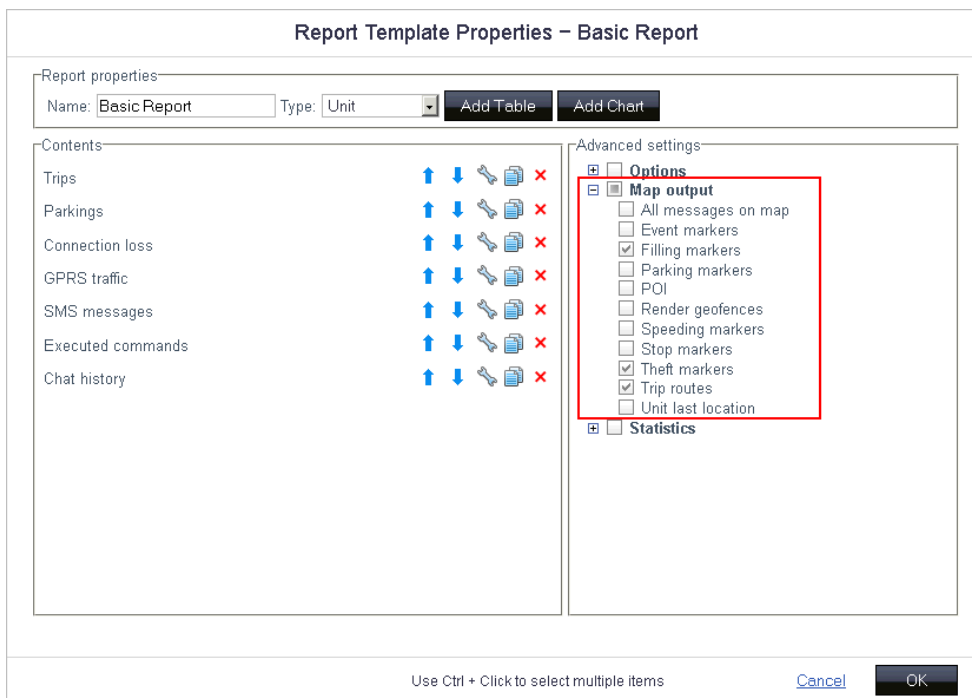 Report Template Properties – Basic Report
Report properties
Name: Basic Report Type: Unit Add Table Add Chart
Contents
Trips
Parkings
Connection loss
GPRS traffic
SMS messages
Executed commands
Chat history
Advanced settings
Options
Map output
All messages on map
Event markers
Filling markers
Parking markers
POI
Render geofences
Speeding markers
Stop markers
Theft markers
Trip routes
Unit last location
Statistics
Use Ctrl + Click to select multiple items Cancel OK